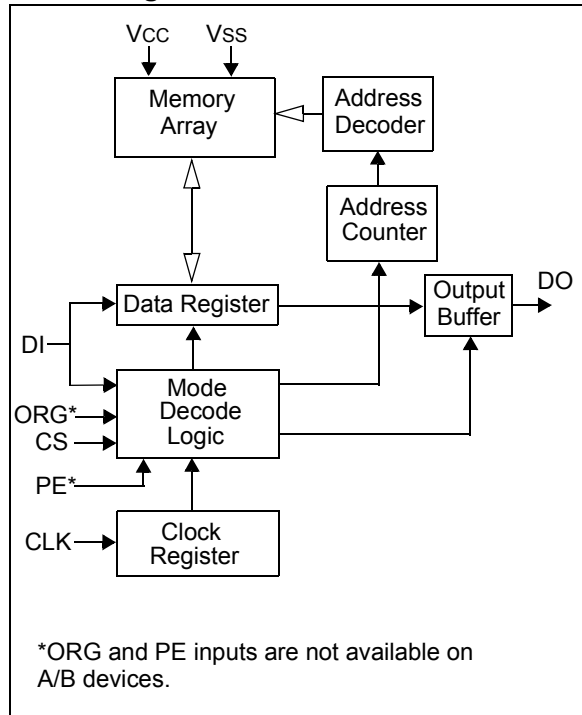 VCC VSS
Memory
Array
Address
Decoder
Address
Counter
Data Register
Output
Buffer
DO
DI
Mode
Decode
Logic
ORG*
CS
PE*
CLK
Clock
Register
*ORG and PE inputs are not available on
A/B devices.